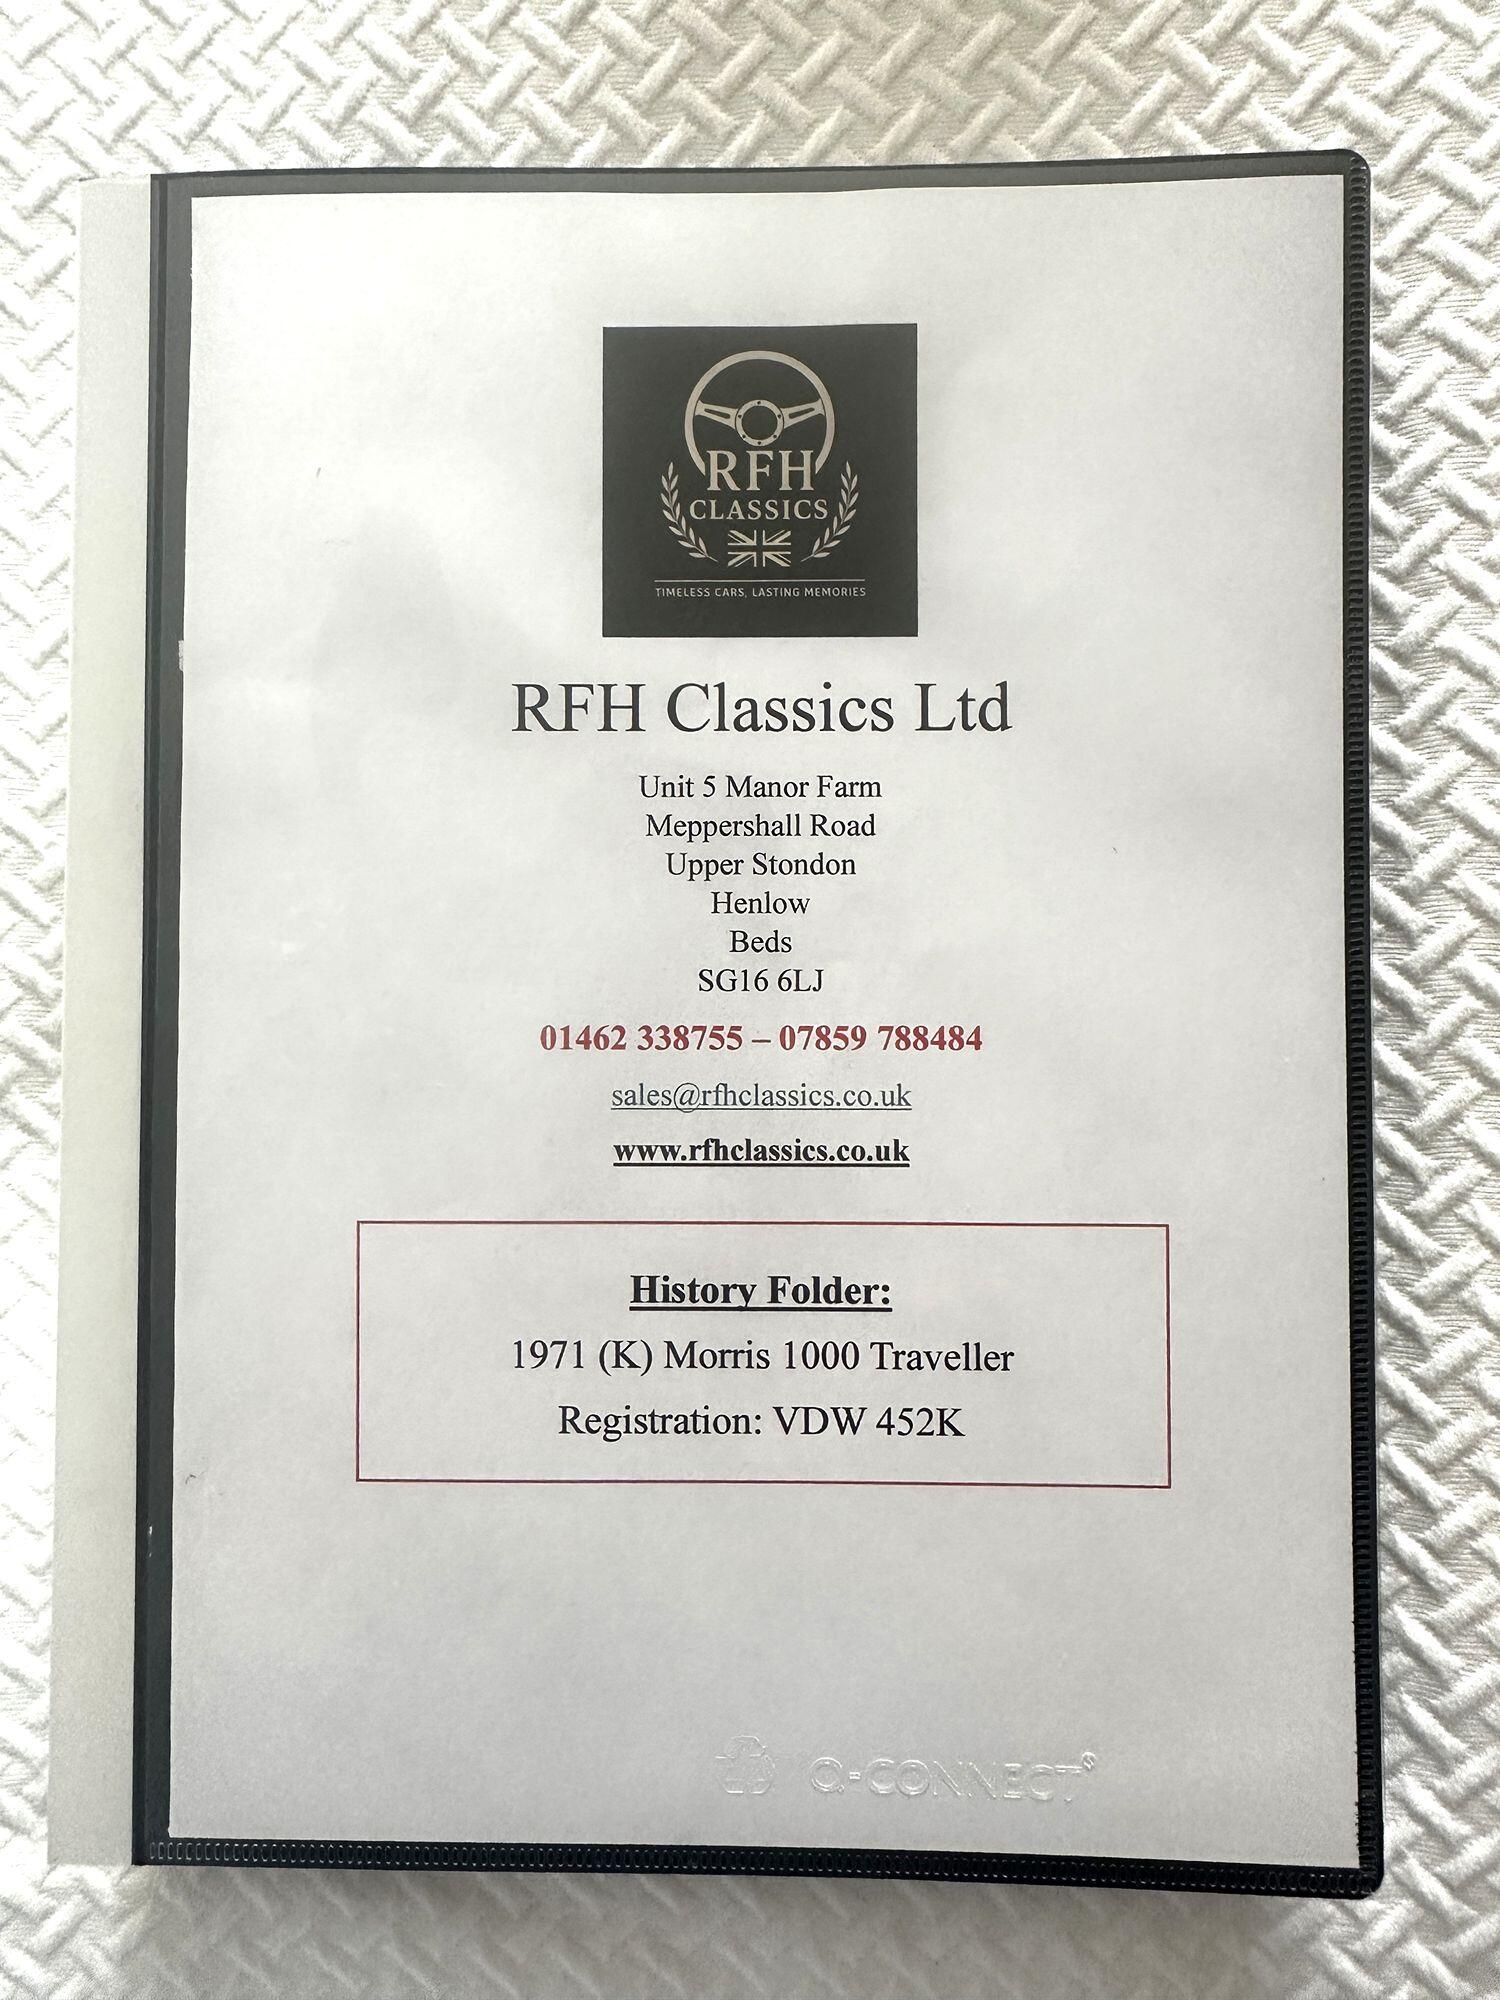 RFH
CLASSICS
TIMELESS CARS, LASTING MEMORIES
RFH Classics Ltd
Unit 5 Manor Farm
Meppershall Road
Upper Stondon
Henlow
Beds
SG16 6LJ
01462 338755 – 07859 788484
sales@rfhclassics.co.uk
www.rfhclassics.co.uk
History Folder:
1971 (K) Morris 1000 Traveller
Registration: VDW 452K
Q-CONNECT®